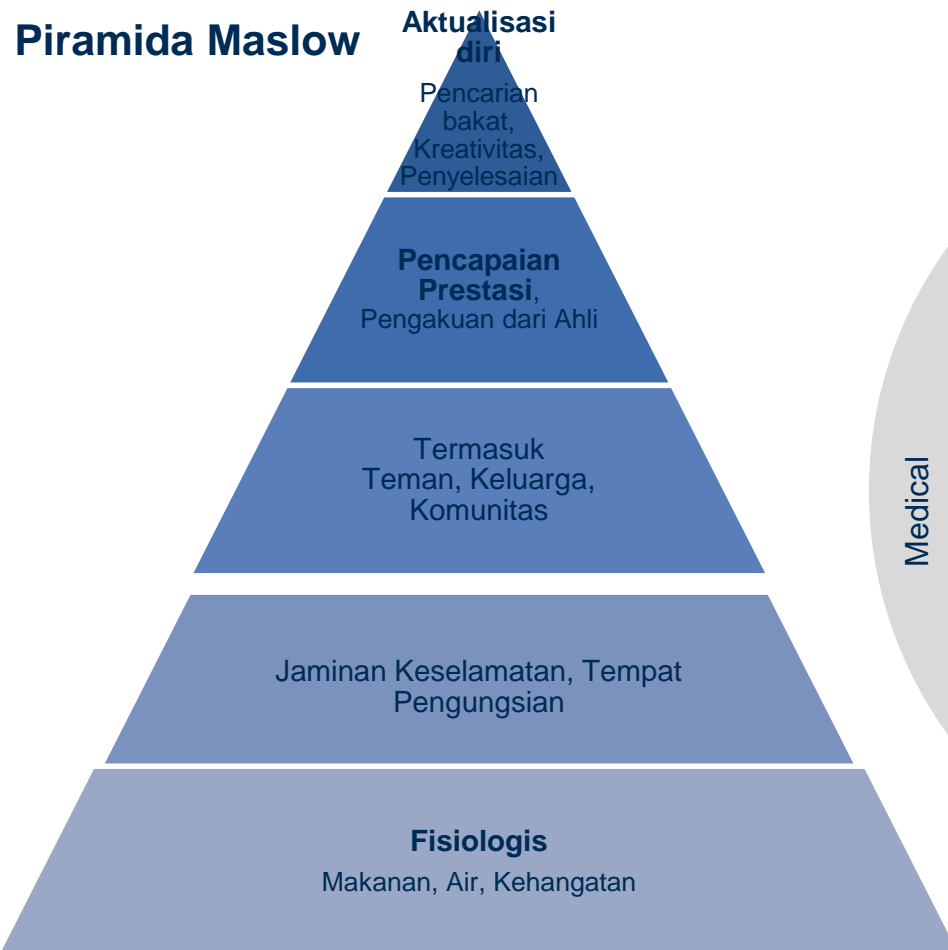 Piramida Maslow
Aktualisasi
diri
Pencarian
bakat,
Kreativitas,
Penyelesaian
Pencapaian
Prestasi,
Pengakuan dari Ahli
Termasuk
Teman, Keluarga,
Komunitas
Medical
Jaminan Keselamatan, Tempat
Pengungsian
Fisiologis
Makanan, Air, Kehangatan